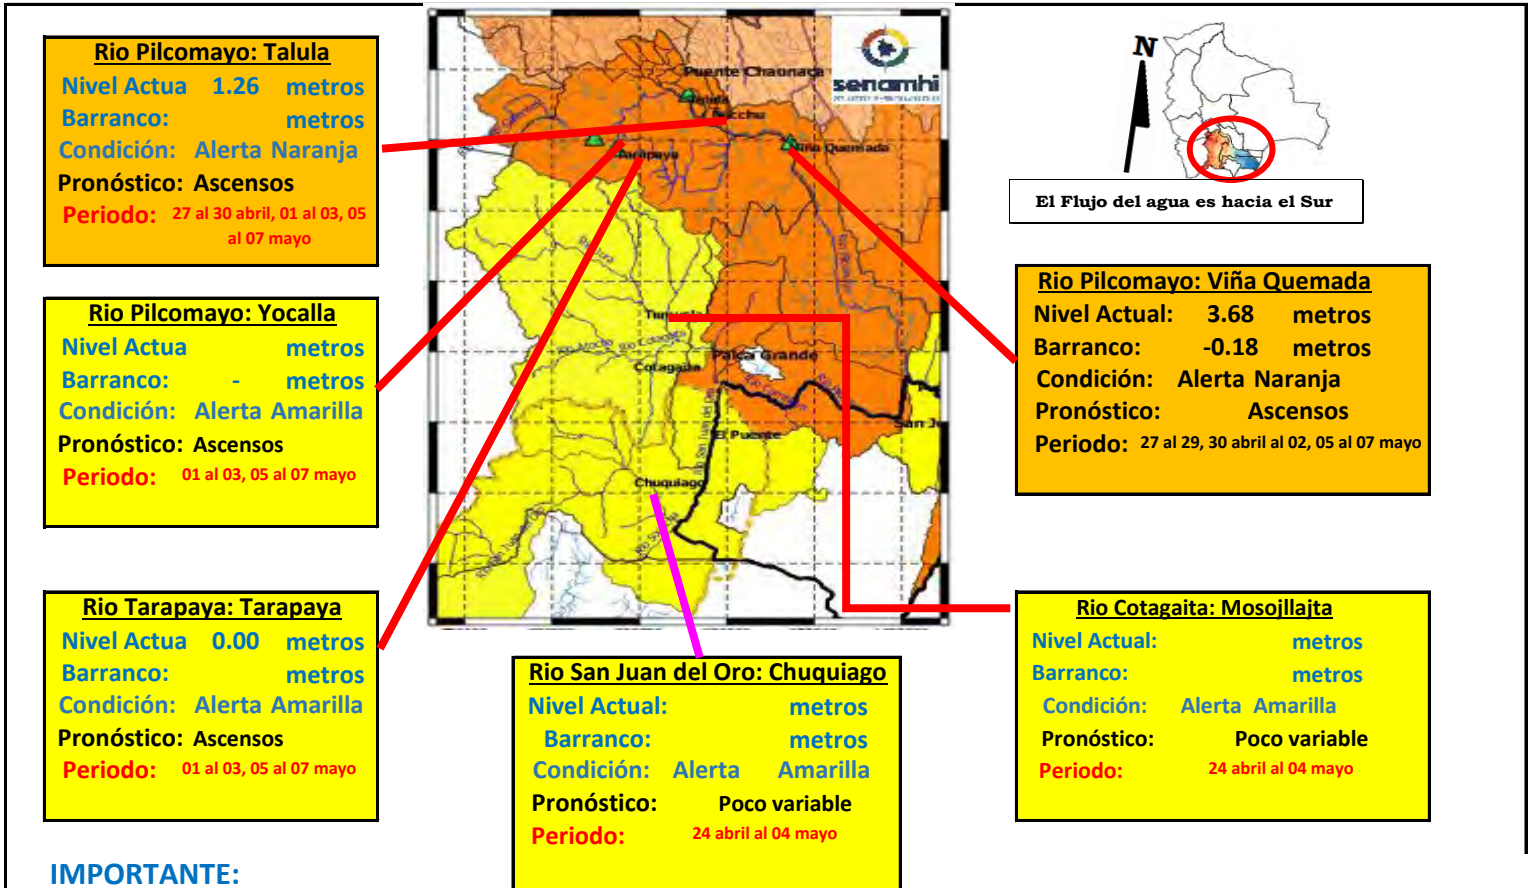 Rio Pilcomayo: Talula
Nivel Actua 1.26 metros
Barranco: metros
Condición: Alerta Naranja
Pronóstico: Ascensos
Periodo: 27 al 30 abril, 01 al 03, 05
al 07 mayo
Rio Pilcomayo: Yocalla
Nivel Actua metros
Barranco: - metros
Condición: Alerta Amarilla
Pronóstico: Ascensos
Periodo: 01 al 03, 05 al 07 mayo
Rio Tarapaya: Tarapaya
Nivel Actua 0.00 metros
Barranco: metros
Condición: Alerta Amarilla
Pronóstico: Ascensos
Periodo: 01 al 03, 05 al 07 mayo
IMPORTANTE:
senamhi
Puente Chaunaca
Viña Quemada
Tarapaya
Palca Grande
Cotagaita
El Puente
San J
Chuquiago
Rio San Juan del Oro
Rio San Juan del Oro: Chuquiago
Nivel Actual: metros
Barranco: metros
Condición: Alerta Amarilla
Pronóstico: Poco variable
Periodo: 24 abril al 04 mayo
N
El Flujo del agua es hacia el Sur
Rio Pilcomayo: Viña Quemada
Nivel Actual: 3.68 metros
Barranco: -0.18 metros
Condición: Alerta Naranja
Pronóstico: Ascensos
Periodo: 27 al 29, 30 abril al 02, 05 al 07 mayo
Rio Cotagaita: Mosojllajta
Nivel Actual: metros
Barranco: metros
Condición: Alerta Amarilla
Pronóstico: Poco variable
Periodo: 24 abril al 04 mayo